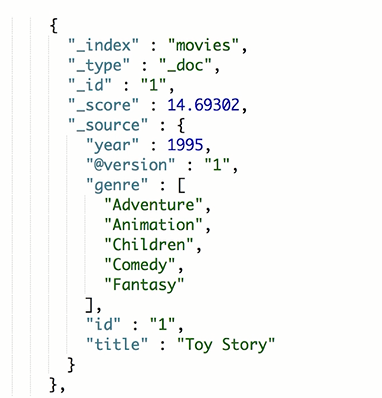 {
"_index" : "movies",
"_type" : "_doc",
"_id" : "1",
"_score" : 14.69302,
"_source" : {
"year" : 1995,
"@version" : "1",
"genre" : [
"Adventure",
"Animation",
"Children",
"Comedy",
"Fantasy"
],
"id" : "1",
"title" : "Toy Story"
}
},